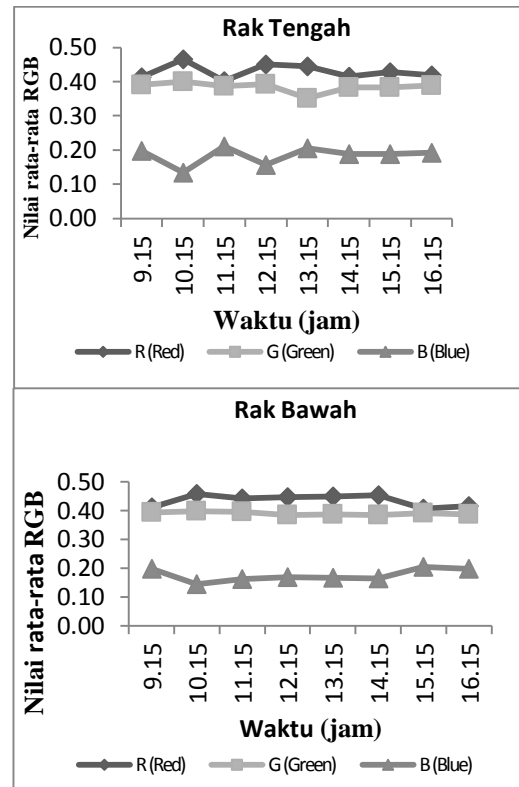 Rak Tengah
Nilai rata-rata RGB
0.50
0.40
0.30
0.20
0.10
0.00
9.15 10.15 11.15 12.15 13.15 14.15 15.15 16.15
Waktu (jam)
R (Red) G (Green) B (Blue)
Rak Bawah
Nilai rata-rata RGB
0.50
0.40
0.30
0.20
0.10
0.00
9.15 10.15 11.15 12.15 13.15 14.15 15.15 16.15
Waktu (jam)
R (Red) G (Green) B (Blue)